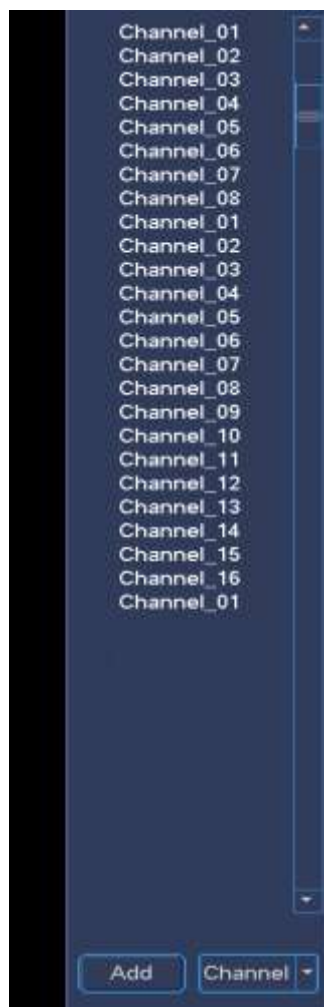 Channel_01
Channel_02
Channel_03
Channel_04
Channel_05
Channel_06
Channel_07
Channel_08
Channel_01
Channel_02
Channel_03
Channel_04
Channel_05
Channel_06
Channel_07
Channel_08
Channel_09
Channel_10
Channel_11
Channel_12
Channel_13
Channel_14
Channel_15
Channel_16
Channel_01
Add Channel